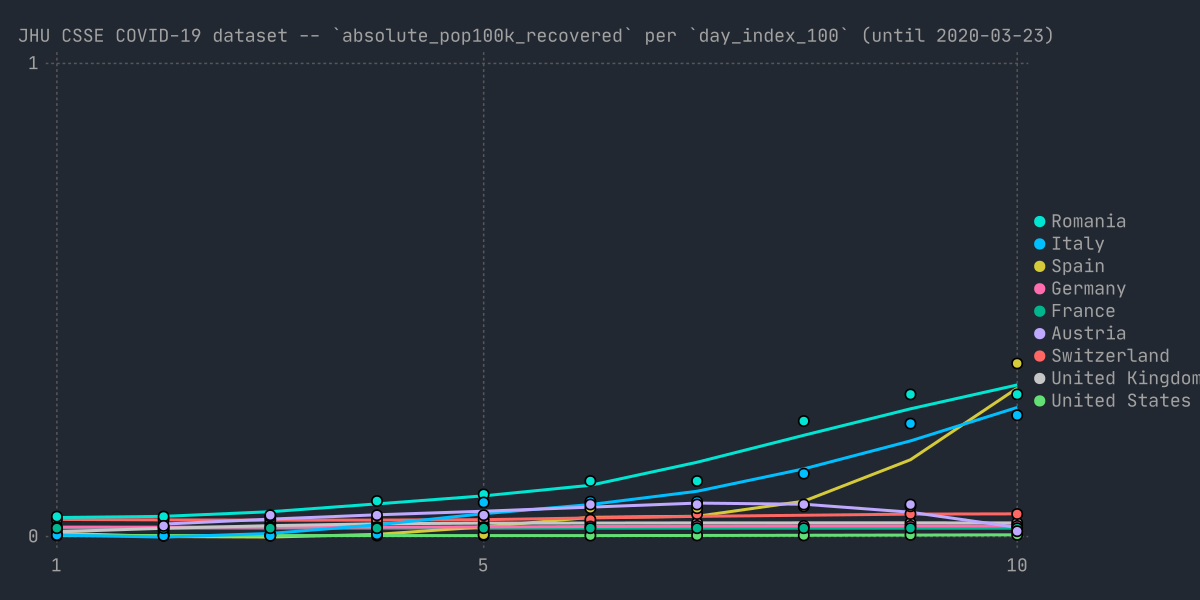 JHU CSSE COVID-19 dataset -- `absolute_pop100k_recovered` per `day_index_100` (until 2020-03-23)
1
0
1 5 10
Romania
Italy
Spain
Germany
France
Austria
Switzerland
United Kingdom
United States